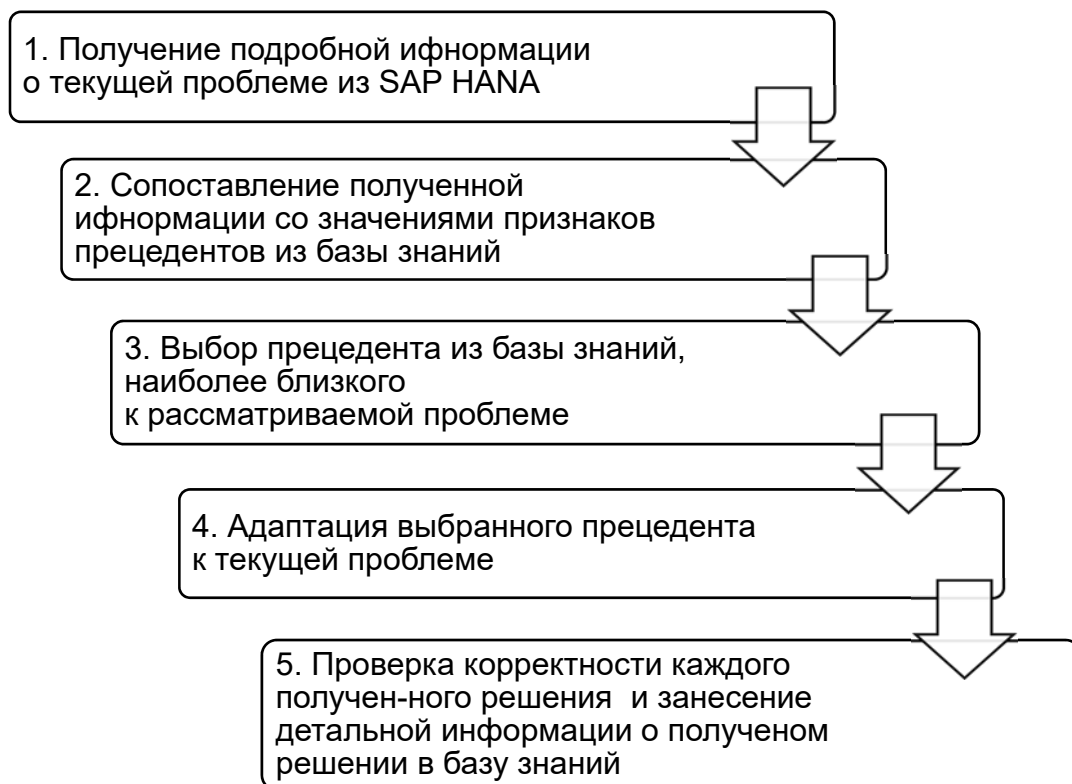 1. Получение подробной ифнормации
о текущей проблеме из SAP HANA
2. Сопоставление полученной
ифнормации со значениями признаков
прецедентов из базы знаний
3. Выбор прецедента из базы знаний,
наиболее близкого
к рассматриваемой проблеме
4. Адаптация выбранного прецедента
к текущей проблеме
5. Проверка корректности каждого
получен-ного решения  и занесение
детальной информации о полученом
решении в базу знаний